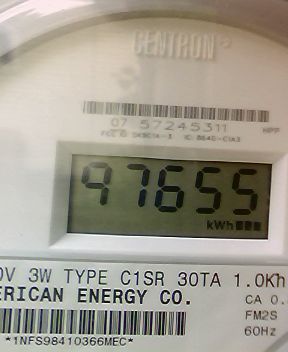 CENTRON®
07 57245311
HPP
97655
kWh
0V 3W TYPE C1SR 30TA 1.0Kh
ERICAN ENERGY CO.
CA 0.
FM2S
60Hz
*1NFS98410366MEC*